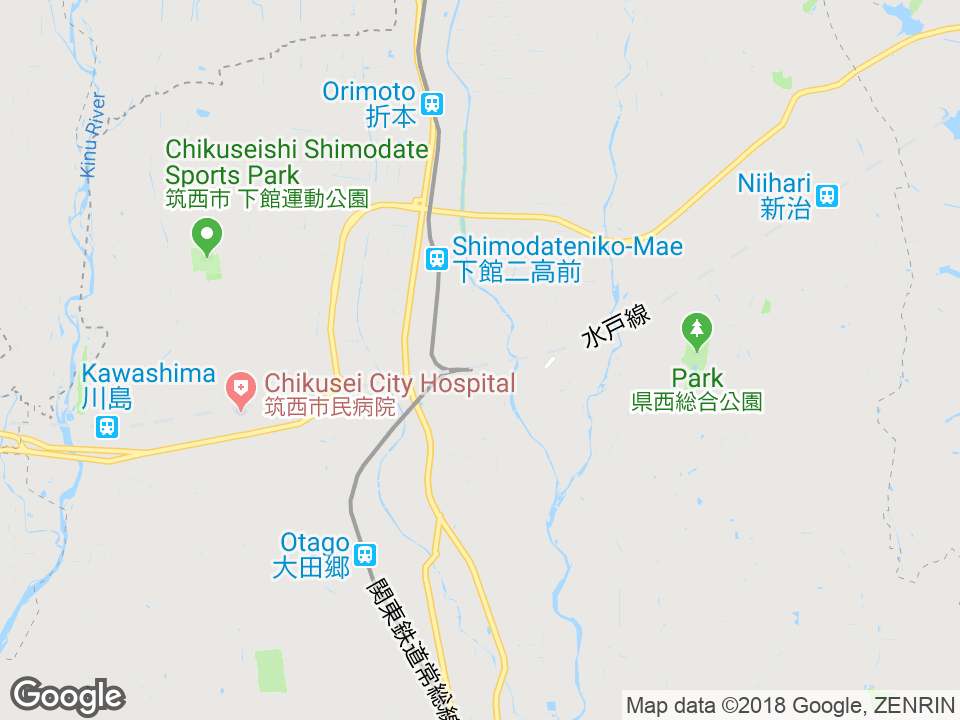 Orimoto
折本
Kinu River
Chikuseishi Shimodate
Sports Park
筑西市 下館運動公園
Niihari
新治
Shimodateniko-Mae
下館二高前
水戸線
Kawashima
川島
Chikusei City Hospital
筑西市民病院
Park
県西総合公園
Otago
大田郷
関東鉄道常総線
Google
Map data ©2018 Google, ZENRIN